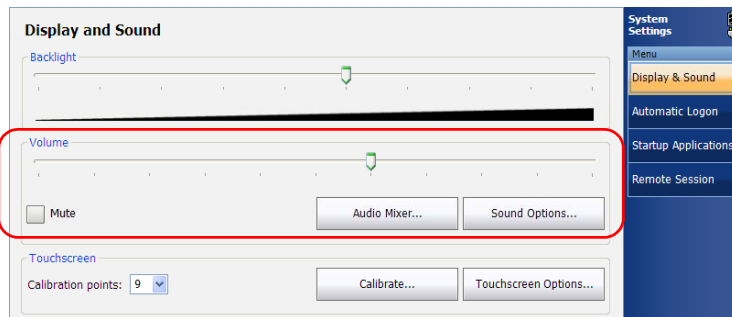 Display and Sound
Backlight
Volume
Mute
Audio Mixer...
Sound Options...
Touchscreen
Calibration points: 9
Calibrate...
Touchscreen Options...
System
Settings
Menu
Display & Sound
Automatic Logon
Startup Applications
Remote Session